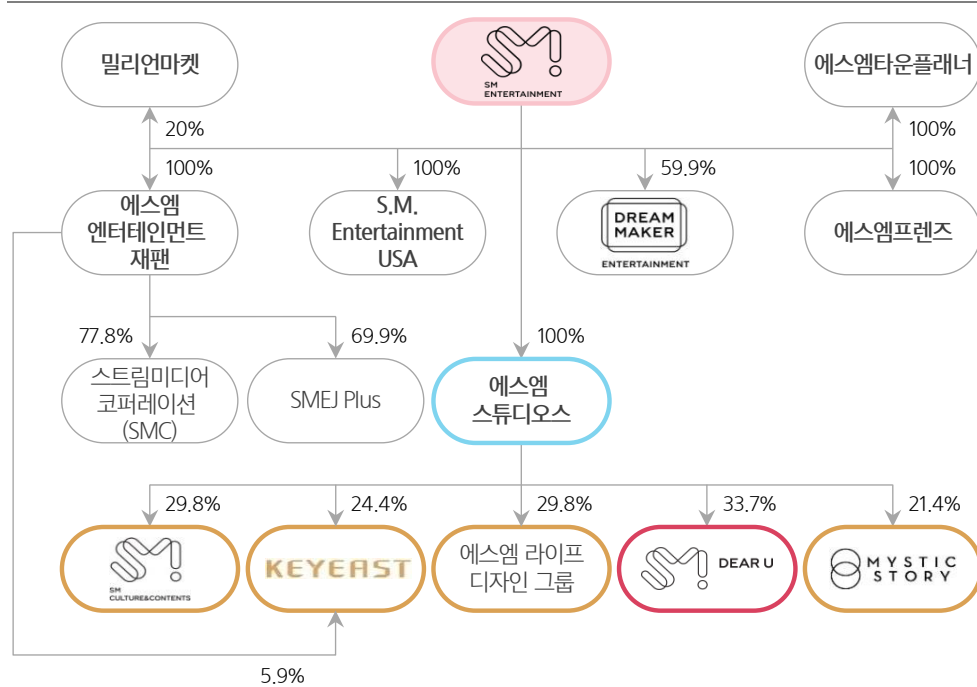 밀리언마켓
SM
ENTERTAINMENT
에스엠타운플래너
20%
100%
100%
100%
59.9%
100%
에스엠
엔터테인먼트
재팬
S.M.
Entertainment
USA
DREAM
MAKER
ENTERTAINMENT
에스엠프렌즈
77.8%
69.9%
100%
스트림미디어
코퍼레이션
(SMC)
SMEJ Plus
에스엠
스튜디오스
29.8%
24.4%
29.8%
33.7%
21.4%
SM
CULTURE&CONTENTS
KEYEAST
에스엠 라이프
디자인 그룹
DEAR U
MYSTIC
STORY
5.9%